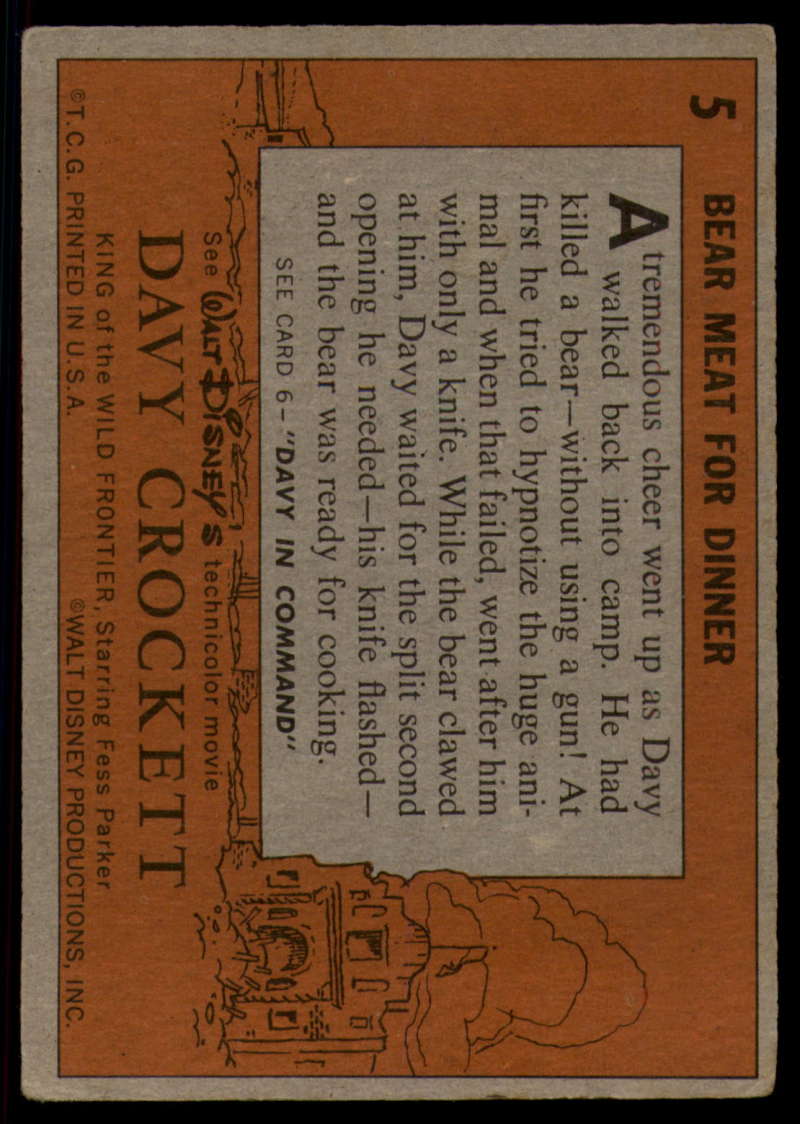 5 BEAR MEAT FOR DINNER
A tremendous cheer went up as Davy
walked back into camp. He had
killed a bear—without using a gun! At
first he tried to hypnotize the huge ani-
mal and when that failed, went after him
with only a knife. While the bear clawed
at him, Davy waited for the split second
opening he needed—his knife flashed—
and the bear was ready for cooking.
SEE CARD 6—"DAVY IN COMMAND"
See WALT DISNEY'S technicolor movie
DAVY CROCKETT
KING of the WILD FRONTIER, Starring Fess Parker
©T.C.G. PRINTED IN U.S.A. ©WALT DISNEY PRODUCTIONS, INC.